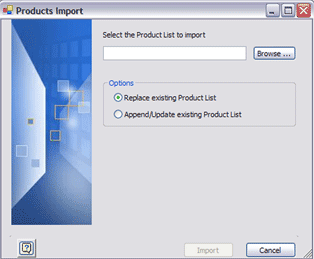 Products Import
Select the Product List to import
Browse ...
Options
Replace existing Product List
Append/Update existing Product List
Import
Cancel